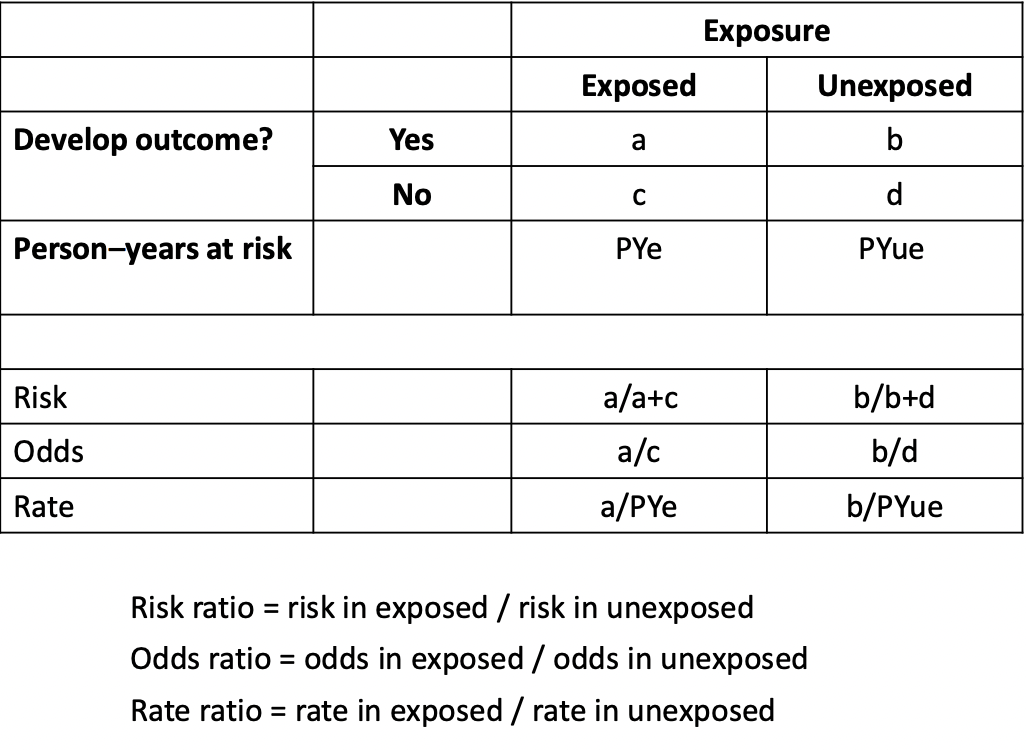 Exposure
Exposed Unexposed
Develop outcome? Yes a b
No c d
Person–years at risk PYe PYue
Risk a/a+c b/b+d
Odds a/c b/d
Rate a/PYe b/PYue
Risk ratio = risk in exposed / risk in unexposed
Odds ratio = odds in exposed / odds in unexposed
Rate ratio = rate in exposed / rate in unexposed